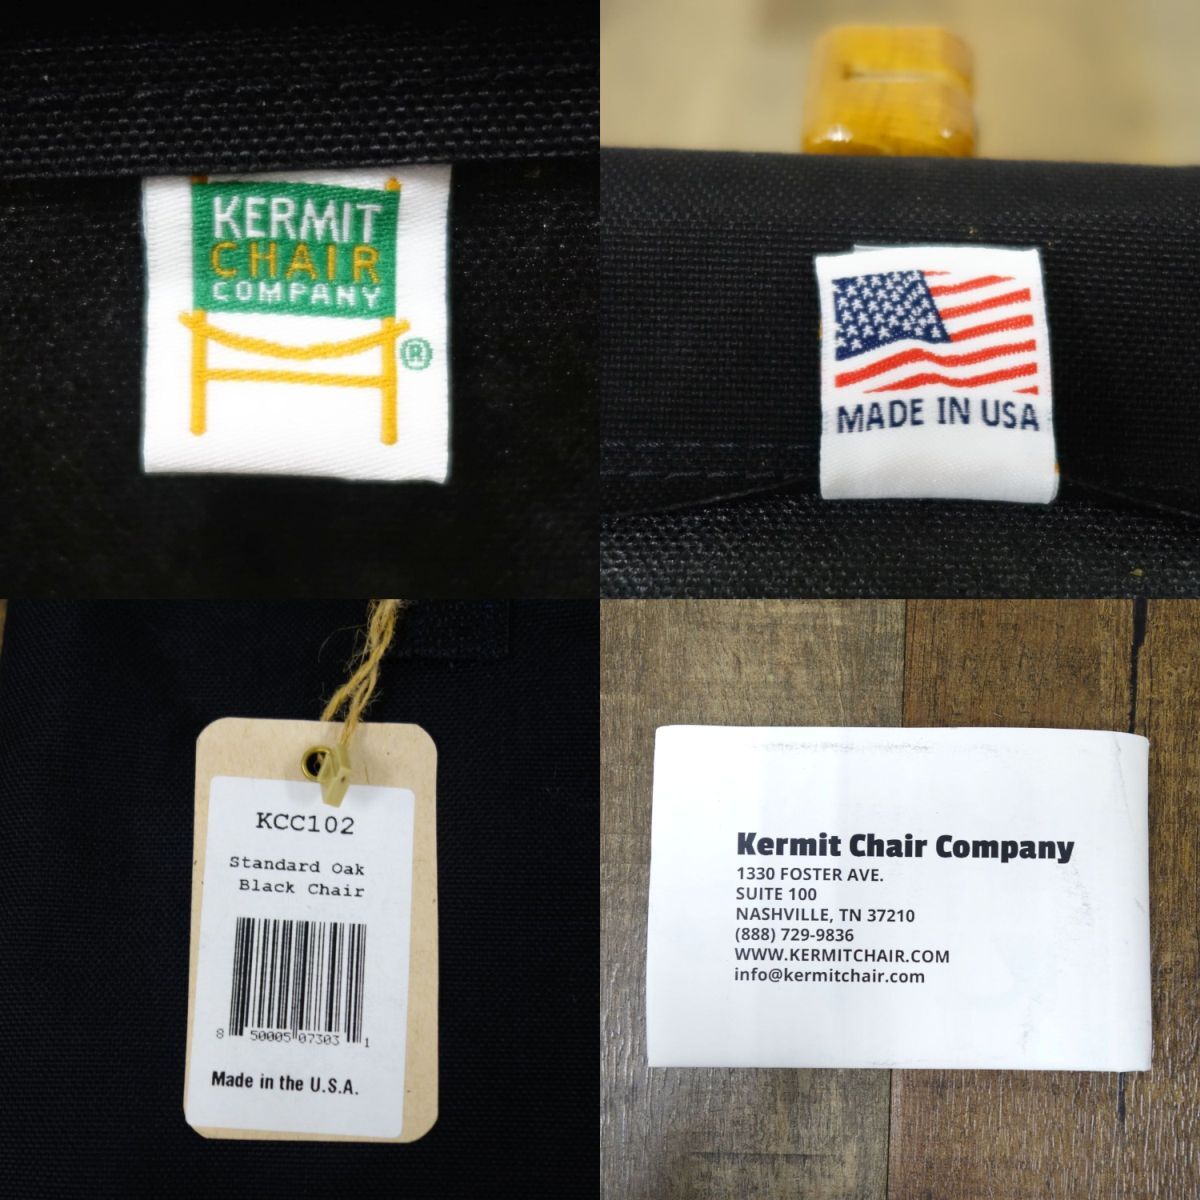 KERMIT
CHAIR
COMPANY
®
MADE IN USA
KCC102
Standard Oak
Black Chair
8 50005 07303 1
Made in the U.S.A.
Kermit Chair Company
1330 FOSTER AVE.
SUITE 100
NASHVILLE, TN 37210
(888) 729-9836
WWW.KERMITCHAIR.COM
info@kermitchair.com